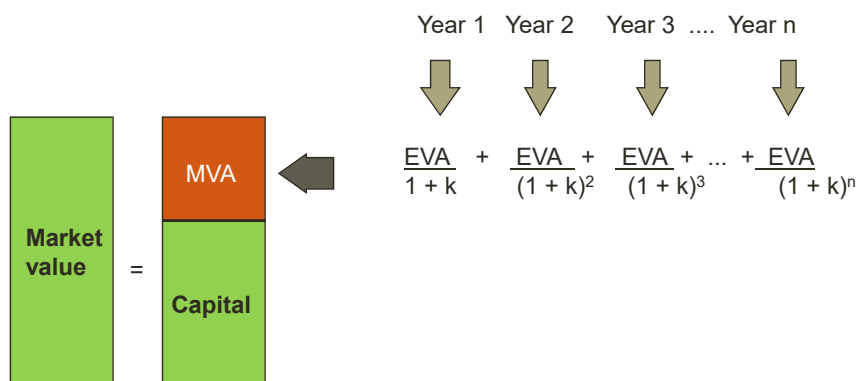 Year 1 Year 2 Year 3 .... Year n
MVA
EVA + EVA + EVA + ... + EVA
1 + k (1 + k)² (1 + k)³ (1 + k)ⁿ
Market
value
=
Capital